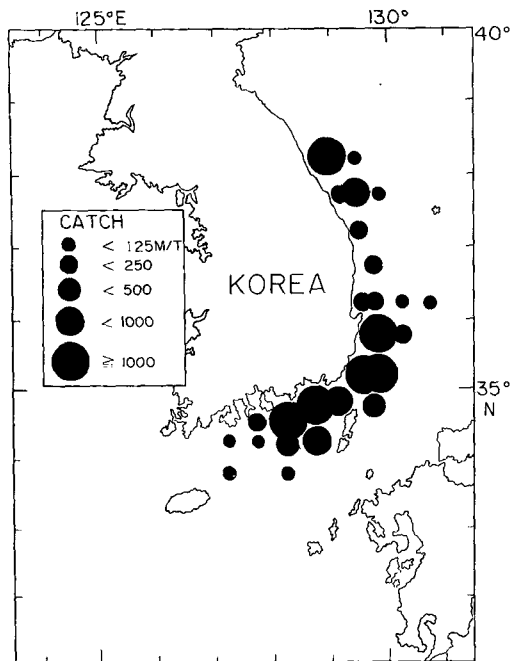 125°E 130°
40°
CATCH
< 125M/T
< 250
< 500
< 1000
≧ 1000
KOREA
35°
N